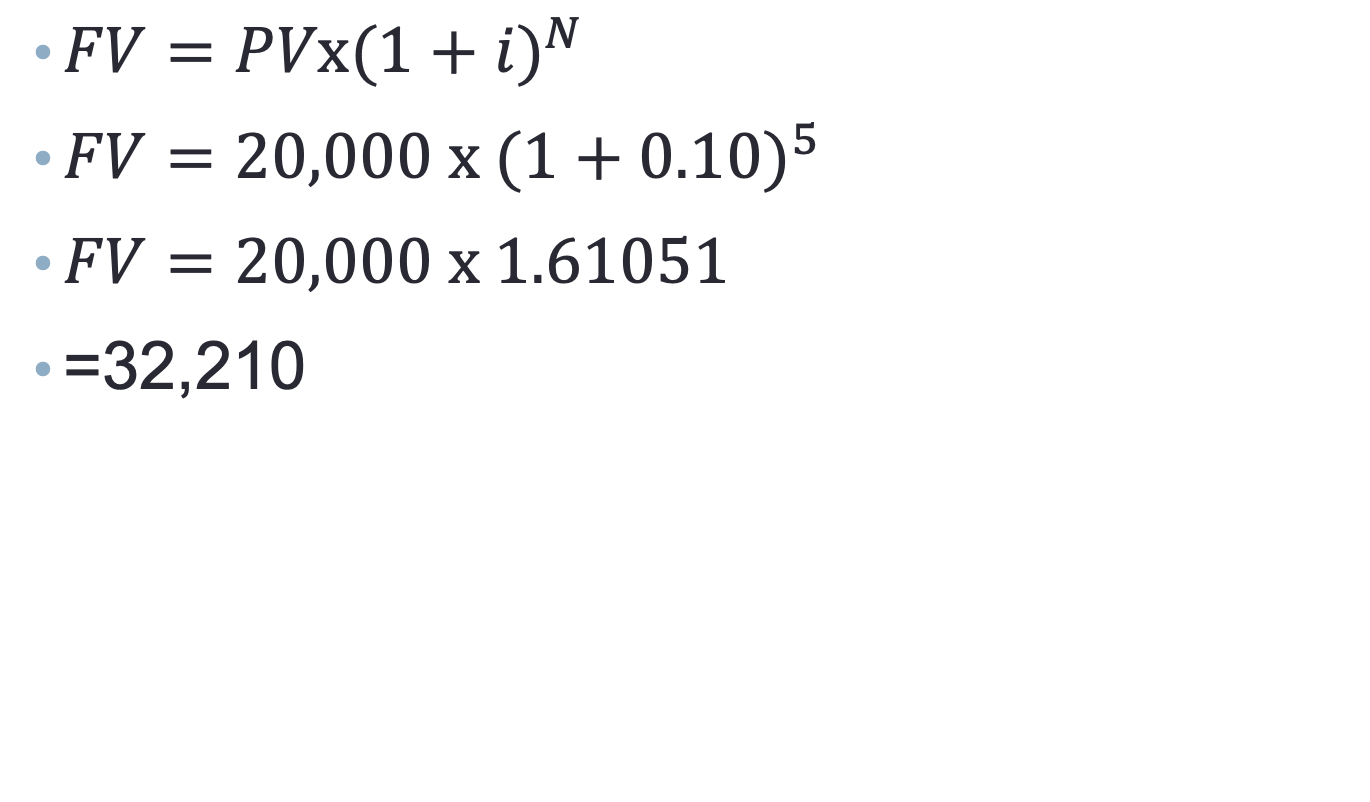 • FV = PVx(1 + i)^N
• FV = 20,000 x (1 + 0.10)^5
• FV = 20,000 x 1.61051
• =32,210